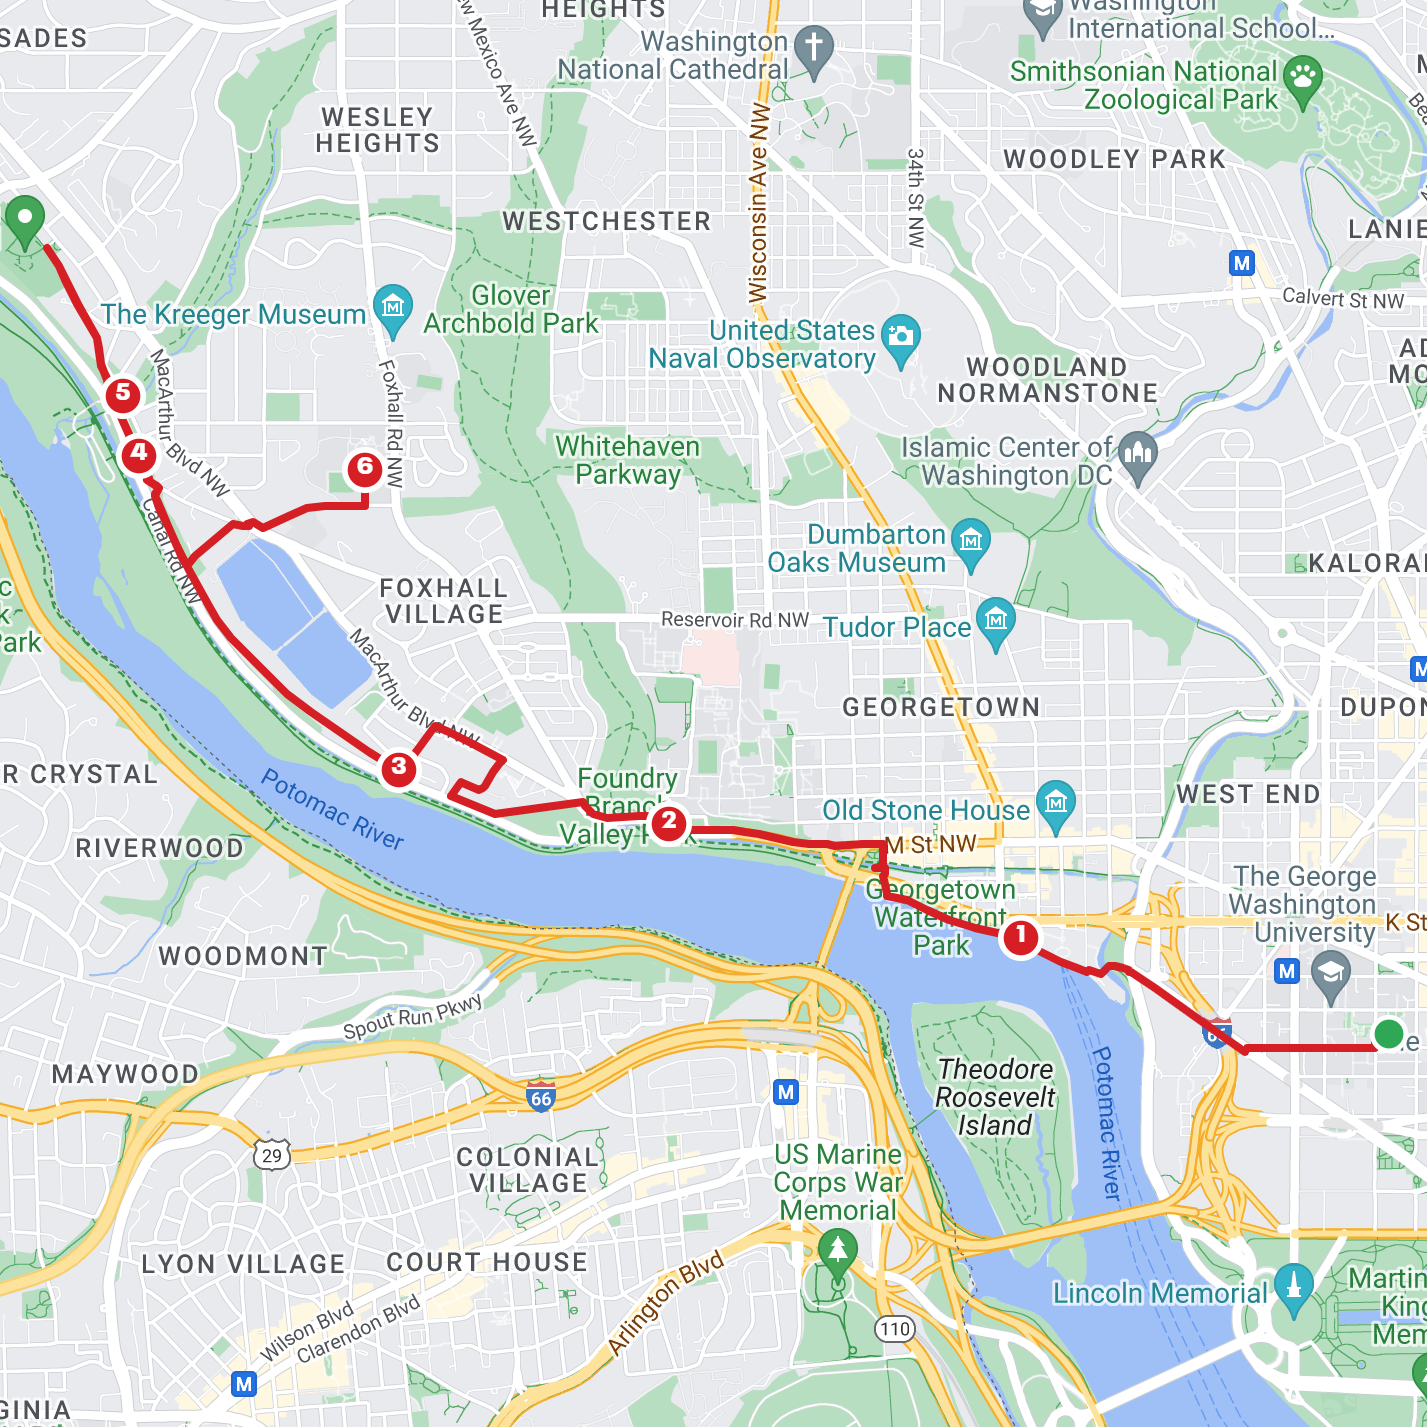 HEIGHTS
Washington
International School...
SADES
Washington
National Cathedral
Smithsonian National
Zoological Park
New Mexico Ave NW
WESLEY
HEIGHTS
Wisconsin Ave NW
34th St NW
WOODLEY PARK
WESTCHESTER
LANIE
M
Calvert St NW
The Kreeger Museum
Glover
Archbold Park
United States
Naval Observatory
WOODLAND
NORMANSTONE
AD
MO
MacArthur Blvd NW
Foxhall Rd NW
5
4
6
Whitehaven
Parkway
Islamic Center of
Washington DC
Canal Rd NW
Dumbarton
Oaks Museum
KALORA
FOXHALL
VILLAGE
c
k
Park
Reservoir Rd NW
Tudor Place
MacArthur Blvd NW
M
GEORGETOWN
DUPON
3
R CRYSTAL
Potomac River
Foundry
Branch
Valley Park
2
Old Stone House
WEST END
M St NW
RIVERWOOD
Georgetown
Waterfront
Park
The George
Washington
University
K St
1
WOODMONT
M
Spout Run Pkwy
66
e
MAYWOOD
Theodore
Roosevelt
Island
Potomac River
66
M
29
COLONIAL
VILLAGE
US Marine
Corps War
Memorial
LYON VILLAGE
COURT HOUSE
Arlington Blvd
Lincoln Memorial
Martin
King
Mem
Wilson Blvd
Clarendon Blvd
110
M
GINIA